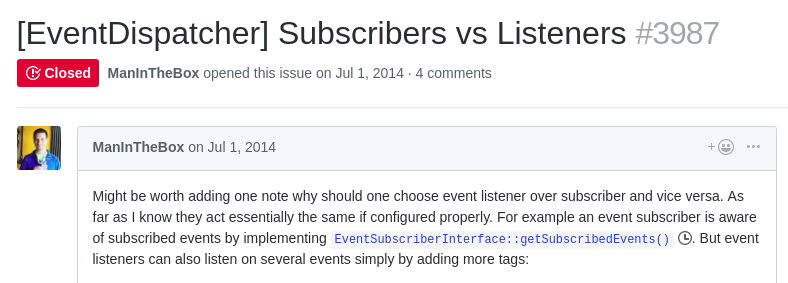 [EventDispatcher] Subscribers vs Listeners #3987
Closed ManInTheBox opened this issue on Jul 1, 2014 · 4 comments
ManInTheBox on Jul 1, 2014
Might be worth adding one note why should one choose event listener over subscriber and vice versa. As
far as I know they act essentially the same if configured properly. For example an event subscriber is aware
of subscribed events by implementing EventSubscriberInterface::getSubscribedEvents() . But event
listeners can also listen on several events simply by adding more tags: